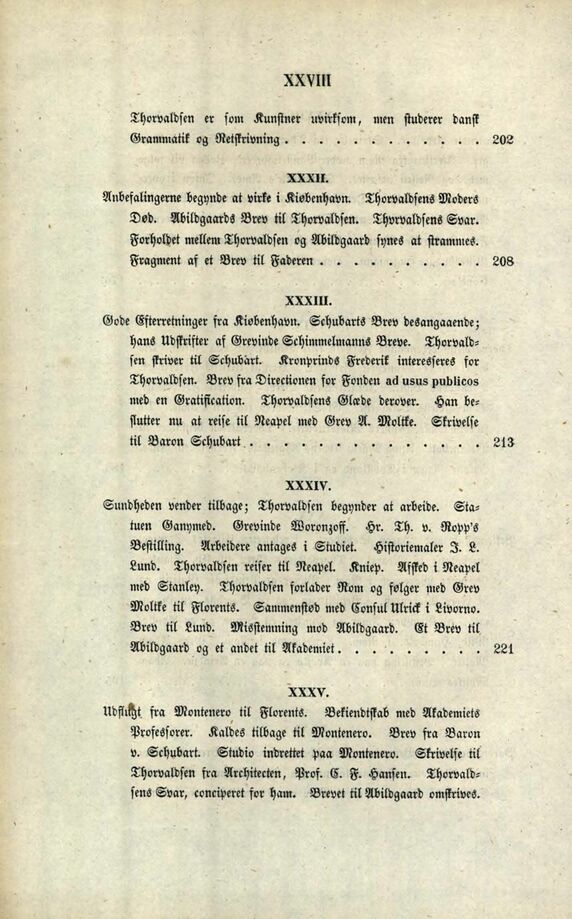 XXVIII
Thorvaldsen er som Kunstner uvirksom, men studerer dansk
Grammatik og Retskrivning . . . . . . . . . . . . 202
XXXII.
Anbefalingerne begynde at virke i Kiøbenhavn. Thorvaldsens Moders
Død. Abildgaards Brev til Thorvaldsen. Thorvaldsens Svar.
Forholdet mellem Thorvaldsen og Abildgaard synes at strammes.
Fragment af et Brev til Faderen . . . . . . . . . . 208
XXXIII.
Gode Efterretninger fra Kiøbenhavn. Schubarts Brev desangaaende;
hans Udskrifter af Grevinde Schimmelmanns Breve. Thorvald-
sen skriver til Schubart. Kronprinds Frederik interesseres for
Thorvaldsen. Brev fra Directionen for Fonden ad usus publicos
med en Gratification. Thorvaldsens Glæde derover. Han be-
slutter nu at reise til Neapel med Grev A. Moltke. Skrivelse
til Baron Schubart . . . . . . . . . . . . . . 213
XXXIV.
Sundheden vender tilbage; Thorvaldsen begynder at arbeide. Sta-
tuen Ganymed. Grevinde Woronzoff. Hr. Th. v. Ropp's
Bestilling. Arbeidere antages i Studiet. Historiemaler J. L.
Lund. Thorvaldsen reiser til Neapel. Kniep. Afsked i Neapel
med Stanley. Thorvaldsen forlader Rom og følger med Grev
Moltke til Florents. Sammenstød med Consul Ulrick i Livorno.
Brev til Lund. Misstemning mod Abildgaard. Et Brev til
Abildgaard og et andet til Akademiet . . . . . . . . . 221
XXXV.
Udflugt fra Montenero til Florents. Bekiendtskab med Akademiets
Professorer. Kaldes tilbage til Montenero. Brev fra Baron
v. Schubart. Studio indrettet paa Montenero. Skrivelse til
Thorvaldsen fra Architecten, Prof. C. F. Hansen. Thorvald-
sens Svar, conciperet for ham. Brevet til Abildgaard omskrives.